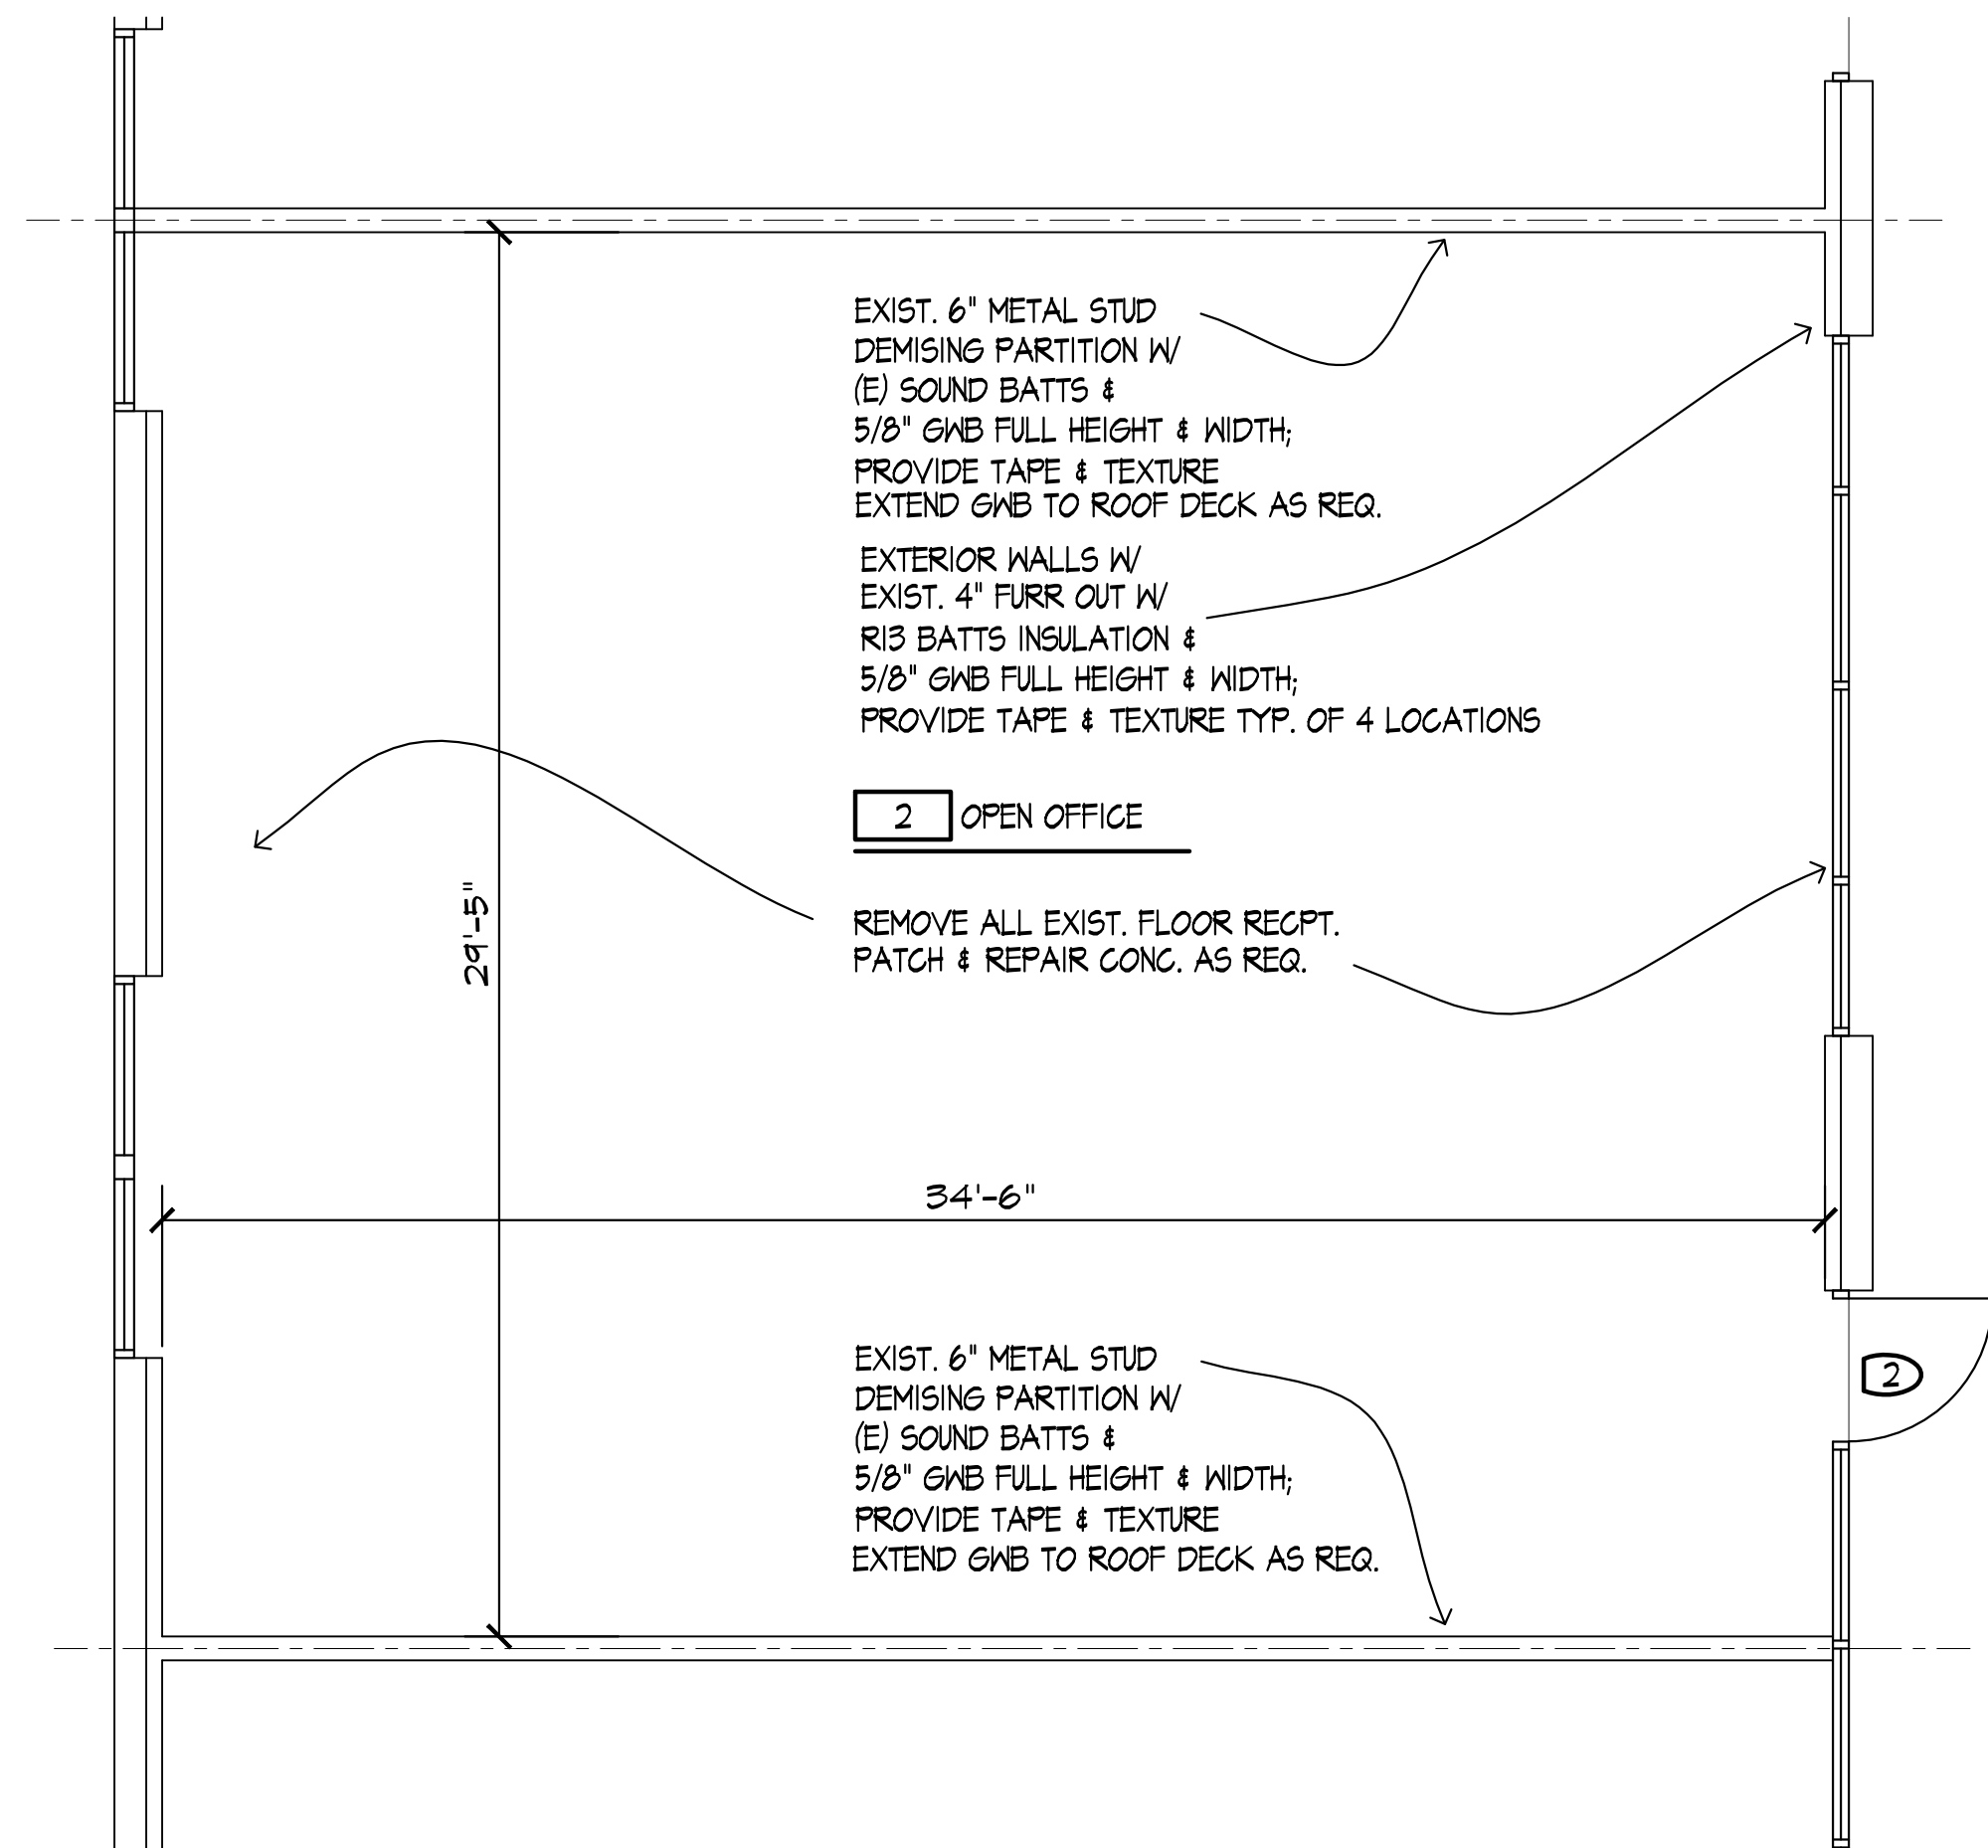 EXIST. 6" METAL STUD
DEMISING PARTITION W/
(E) SOUND BATTS &
5/8" GWB FULL HEIGHT & WIDTH;
PROVIDE TAPE & TEXTURE
EXTEND GWB TO ROOF DECK AS REQ.
EXTERIOR WALLS W/
EXIST. 4" FURR OUT W/
R13 BATTS INSULATION &
5/8" GWB FULL HEIGHT & WIDTH;
PROVIDE TAPE & TEXTURE TYP. OF 4 LOCATIONS
2 OPEN OFFICE
29'-5"
REMOVE ALL EXIST. FLOOR RECPT.
PATCH & REPAIR CONC. AS REQ.
34'-6"
EXIST. 6" METAL STUD
DEMISING PARTITION W/
(E) SOUND BATTS &
5/8" GWB FULL HEIGHT & WIDTH;
PROVIDE TAPE & TEXTURE
EXTEND GWB TO ROOF DECK AS REQ.
2